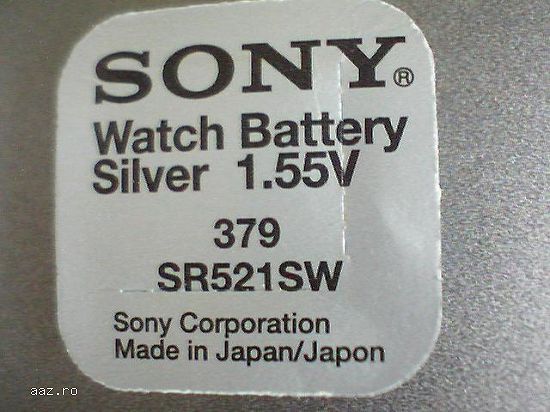 SONY®
Watch Battery
Silver 1.55V
379
SR521SW
Sony Corporation
Made in Japan/Japon
aaz.ro